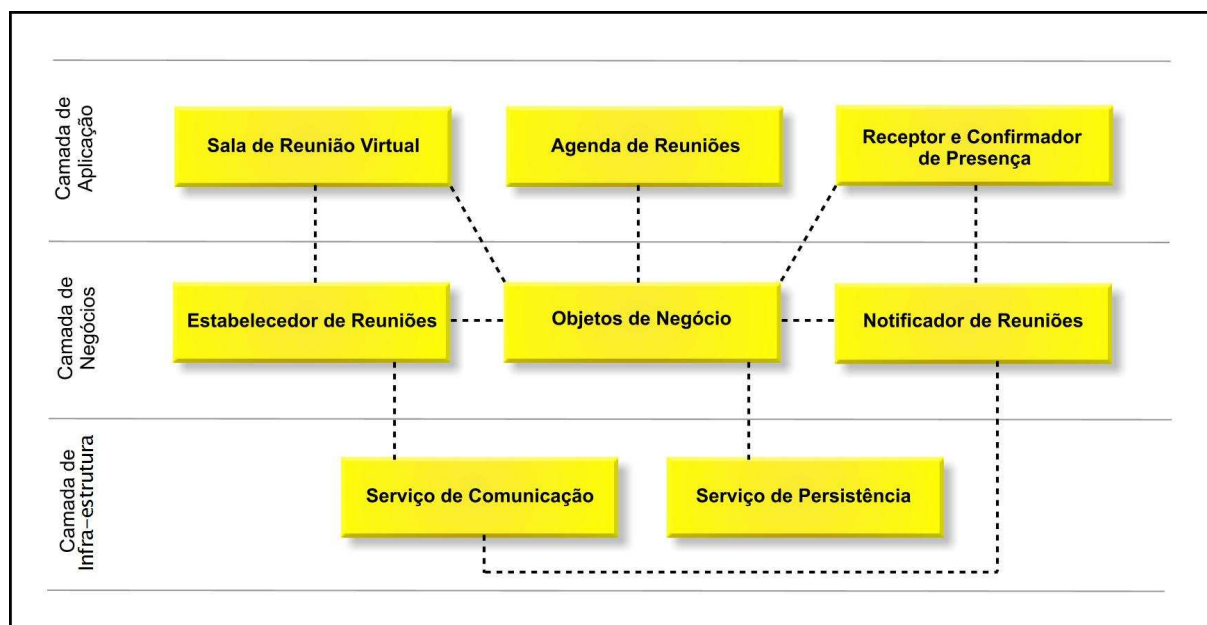 Camada de
Aplicação
Sala de Reunião Virtual
Agenda de Reuniões
Receptor e Confirmador
de Presença
Camada de
Negócios
Estabelecedor de Reuniões
Objetos de Negócio
Notificador de Reuniões
Camada de
Infra-estrutura
Serviço de Comunicação
Serviço de Persistência